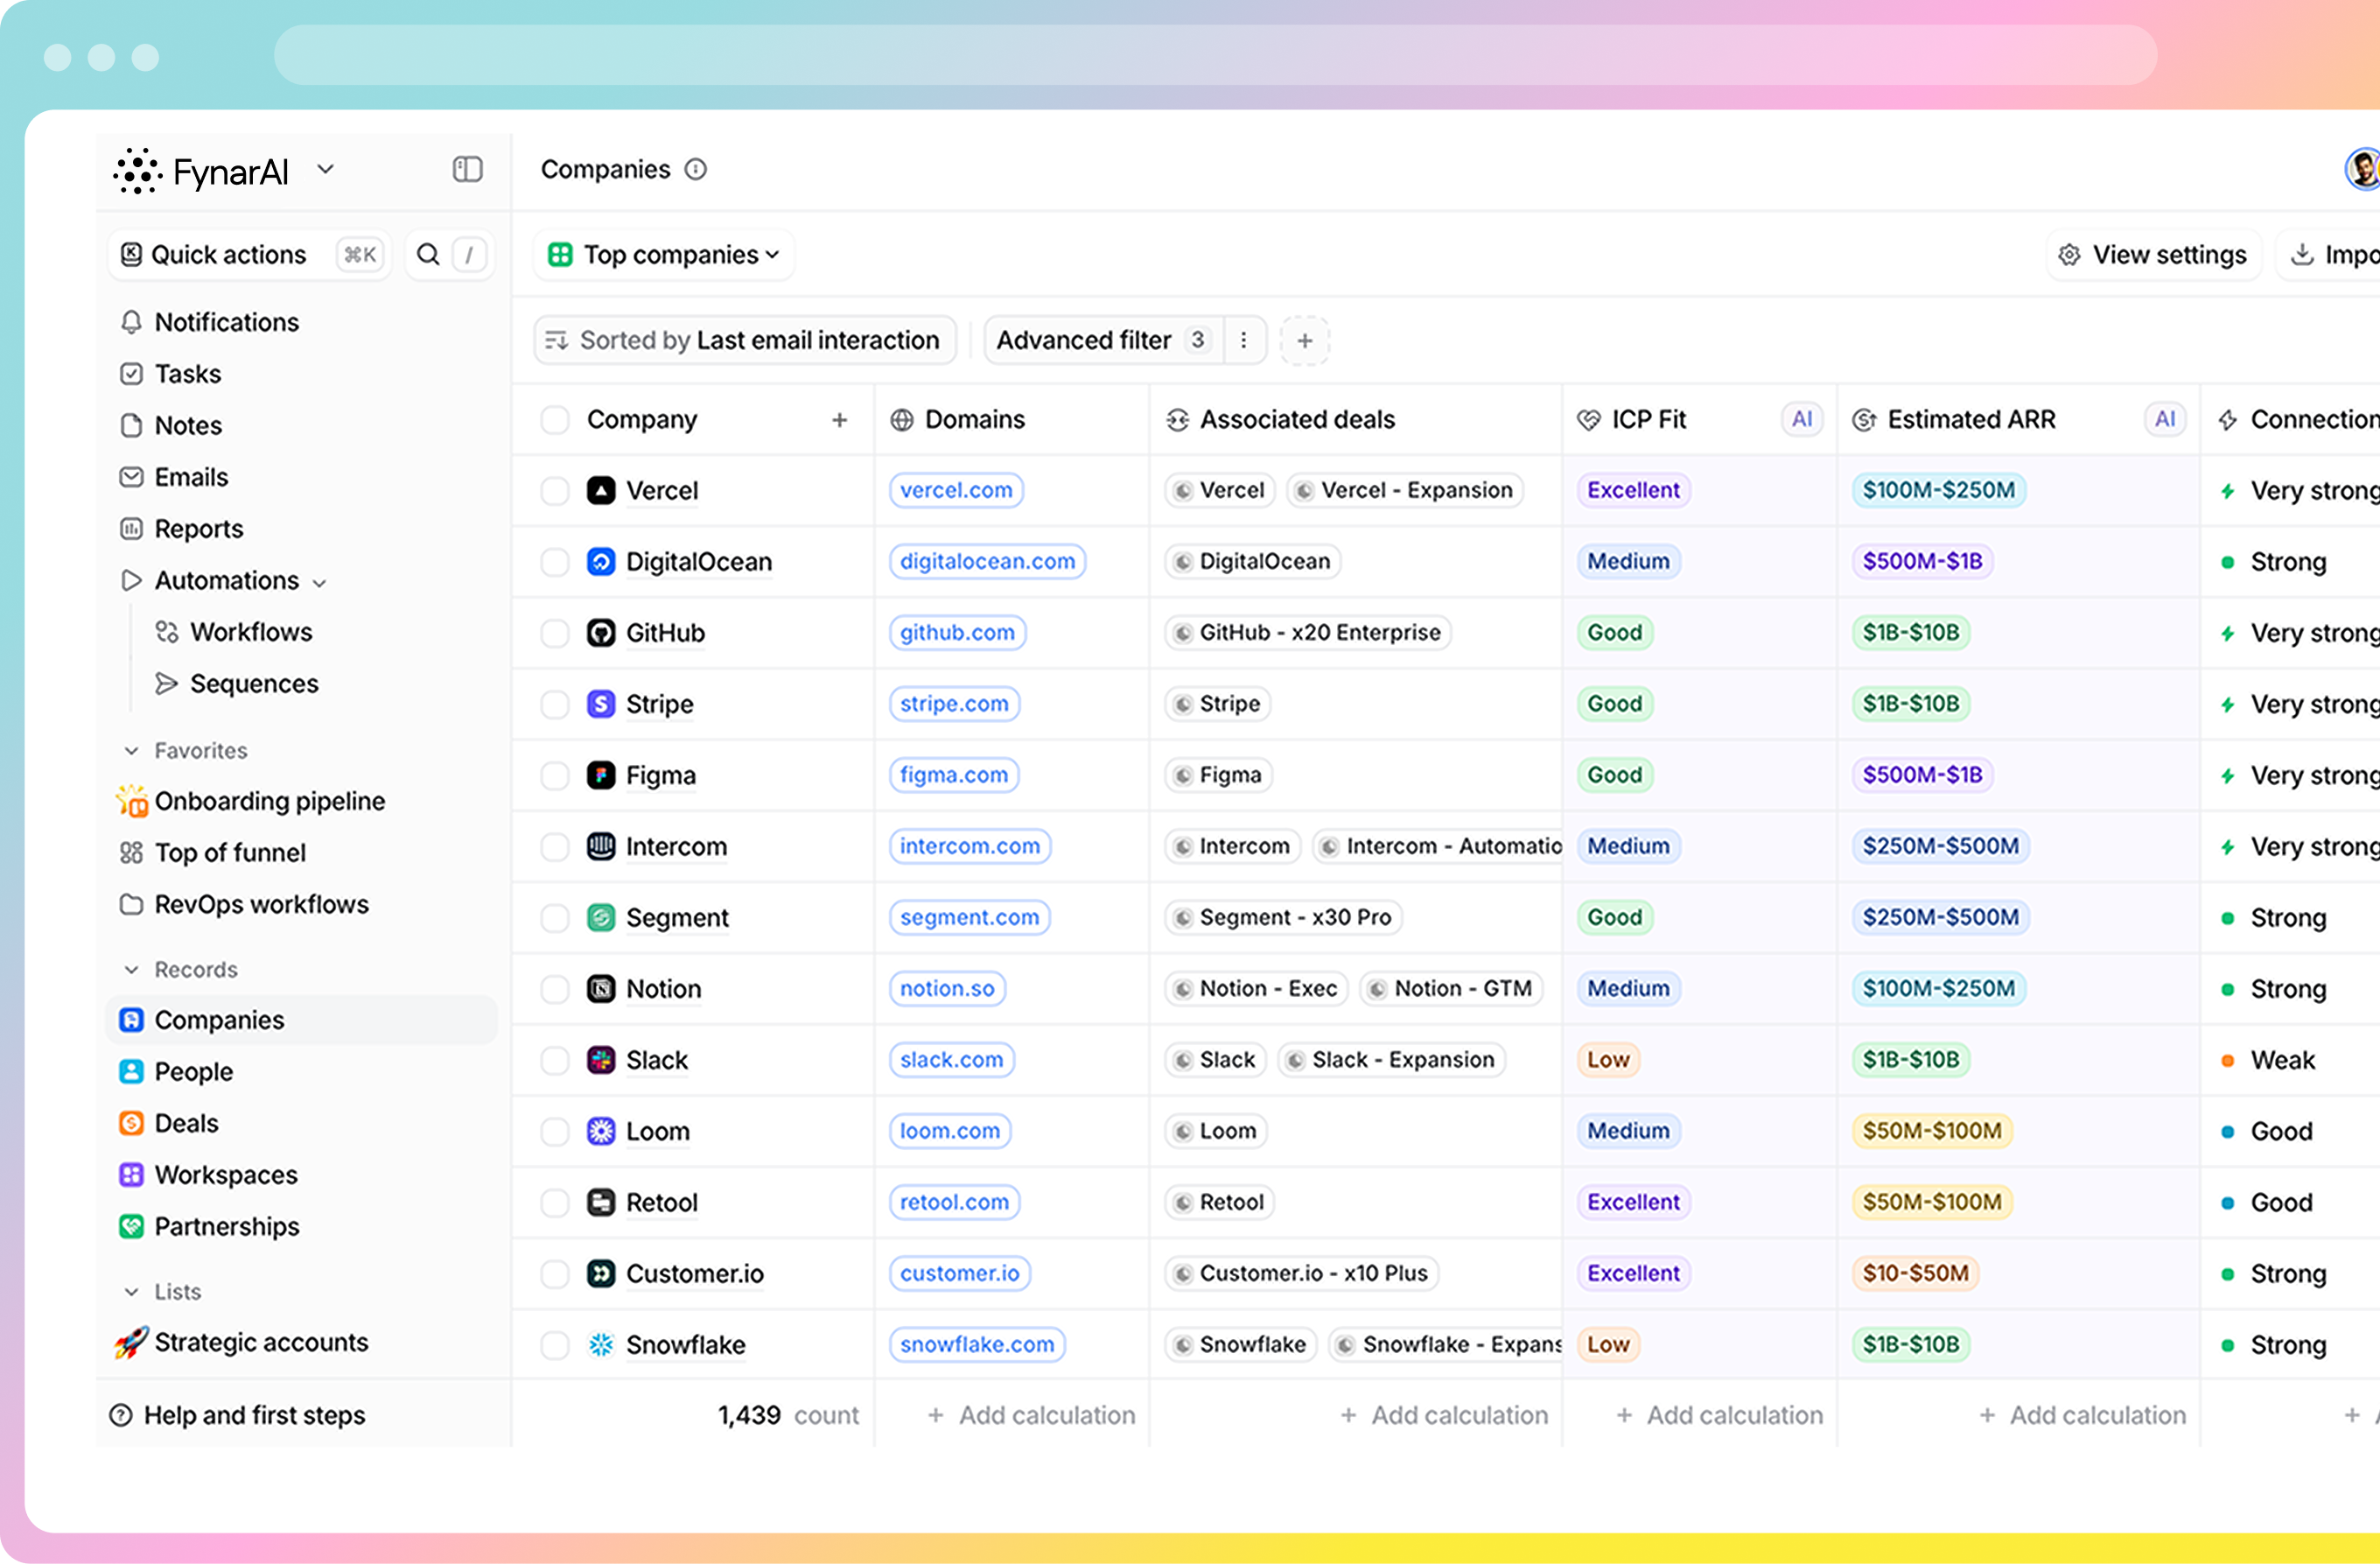 FynarAI
Companies
Quick actions ⌘K /
Top companies
View settings
Sorted by Last email interaction
Advanced filter 3
Notifications
Tasks
Notes
Emails
Reports
Automations
Workflows
Sequences
Favorites
Onboarding pipeline
Top of funnel
RevOps workflows
Records
Companies
People
Deals
Workspaces
Partnerships
Lists
Strategic accounts
Help and first steps
Company + Domains Associated deals ICP Fit AI Estimated ARR AI Connection
Vercel vercel.com Vercel Vercel - Expansion Excellent $100M-$250M Very strong
DigitalOcean digitalocean.com DigitalOcean Medium $500M-$1B Strong
GitHub github.com GitHub - x20 Enterprise Good $1B-$10B Very strong
Stripe stripe.com Stripe Good $1B-$10B Very strong
Figma figma.com Figma Good $500M-$1B Very strong
Intercom intercom.com Intercom Intercom - Automatio Medium $250M-$500M Very strong
Segment segment.com Segment - x30 Pro Good $250M-$500M Strong
Notion notion.so Notion - Exec Notion - GTM Medium $100M-$250M Strong
Slack slack.com Slack Slack - Expansion Low $1B-$10B Weak
Loom loom.com Loom Medium $50M-$100M Good
Retool retool.com Retool Excellent $50M-$100M Good
Customer.io customer.io Customer.io - x10 Plus Excellent $10-$50M Strong
Snowflake snowflake.com Snowflake Snowflake - Expans Low $1B-$10B Strong
1,439 count + Add calculation + Add calculation + Add calculation + Add calculation +